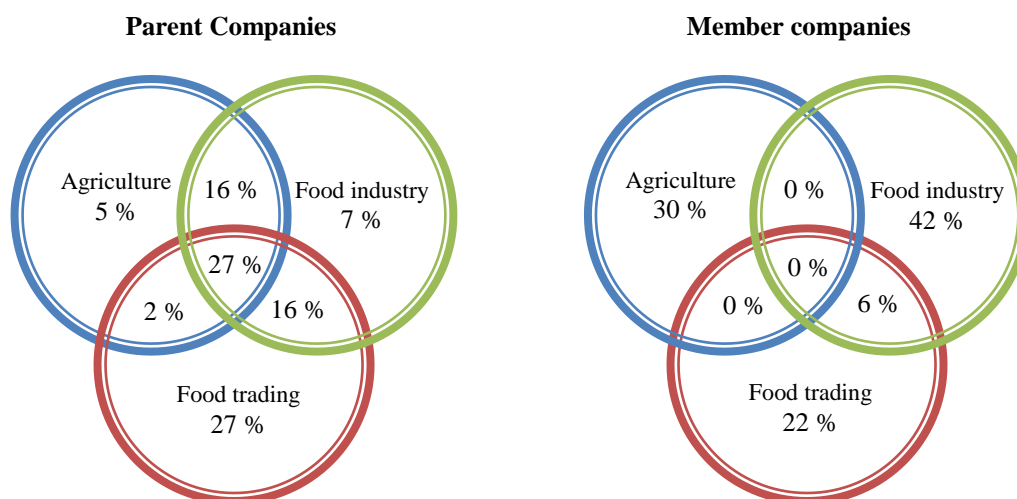 Parent Companies
Agriculture
5 %
16 %
Food industry
7 %
27 %
2 %
16 %
Food trading
27 %
Member companies
Agriculture
30 %
0 %
Food industry
42 %
0 %
0 %
6 %
Food trading
22 %